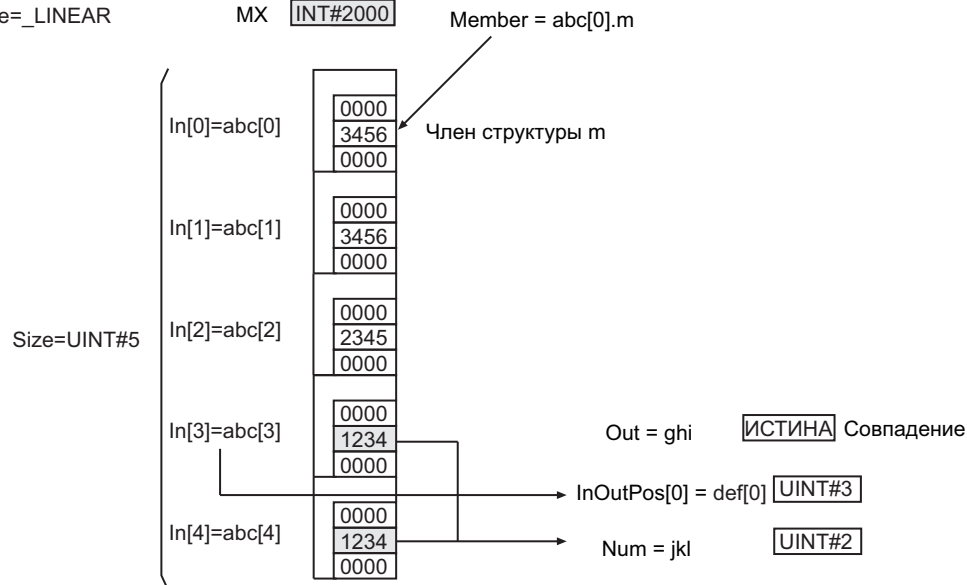 e=_LINEAR MX INT#2000 Member = abc[0].m
In[0]=abc[0]
0000
3456 Член структуры m
0000
In[1]=abc[1]
0000
3456
0000
Size=UINT#5
In[2]=abc[2]
0000
2345
0000
In[3]=abc[3]
0000
1234
0000
Out = ghi ИСТИНА Совпадение
InOutPos[0] = def[0] UINT#3
In[4]=abc[4]
0000
1234
0000
Num = jkl UINT#2